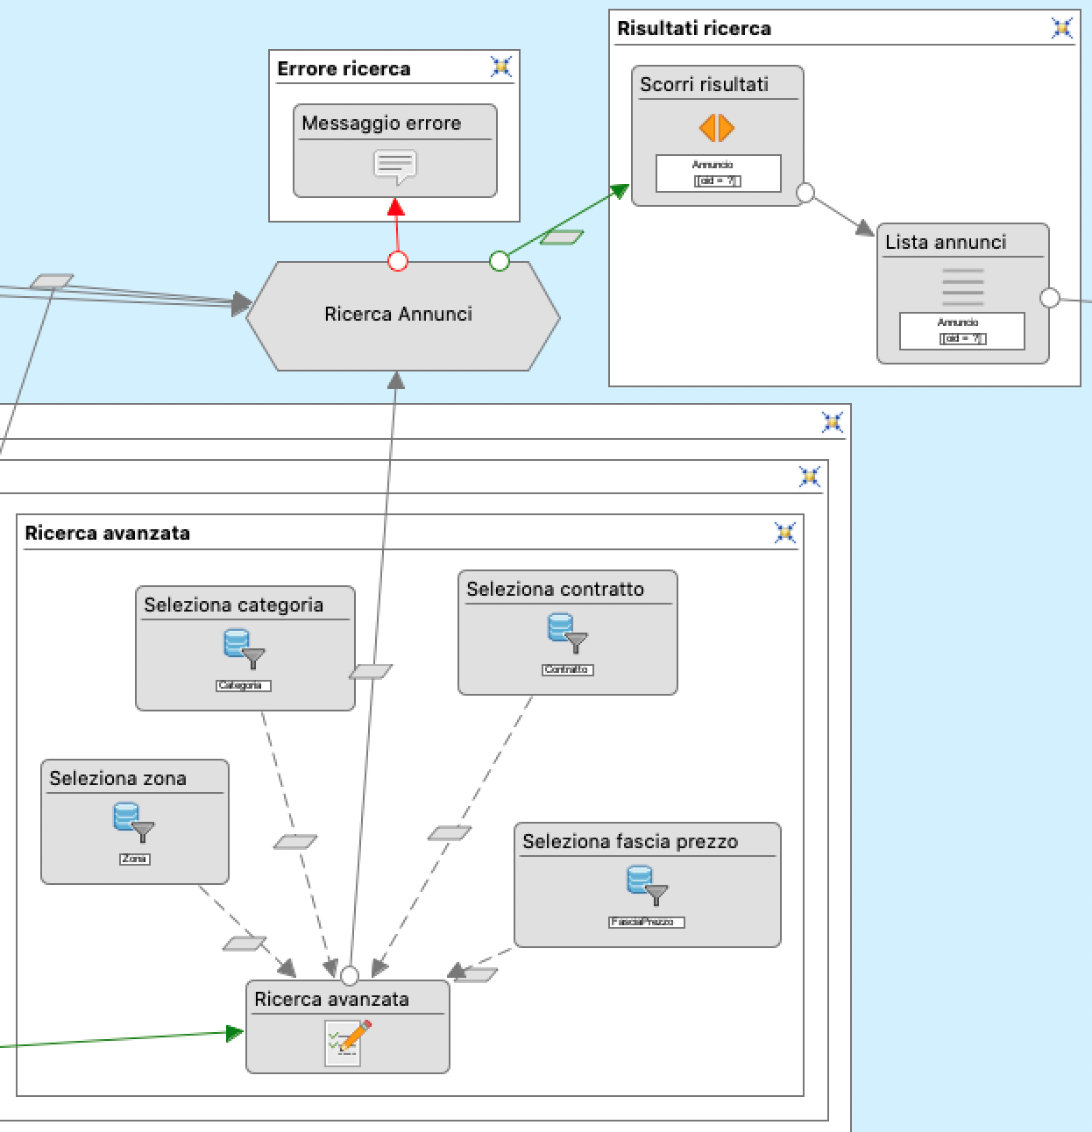 Risultati ricerca
Errore ricerca
Scorri risultati
Messaggio errore
Annuncio
[oid = ?]
Lista annunci
Ricerca Annunci
Annuncio
[oid = ?]
Ricerca avanzata
Seleziona categoria
Seleziona contratto
Categoria
Contratto
Seleziona zona
Seleziona fascia prezzo
Zona
FasciaPrezzo
Ricerca avanzata